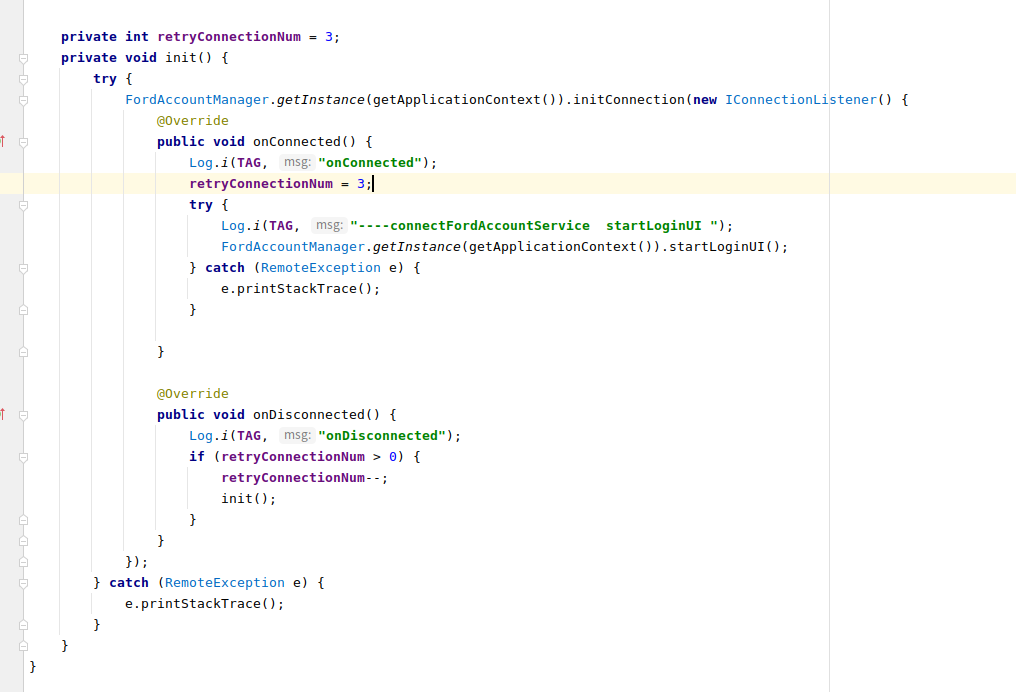 private int retryConnectionNum = 3;
private void init() {
try {
FordAccountManager.getInstance(getApplicationContext()).initConnection(new IConnectionListener() {
@Override
public void onConnected() {
Log.i(TAG, msg: "onConnected");
retryConnectionNum = 3;
try {
Log.i(TAG, msg: "----connectFordAccountService  startLoginUI ");
FordAccountManager.getInstance(getApplicationContext()).startLoginUI();
} catch (RemoteException e) {
e.printStackTrace();
}
}
@Override
public void onDisconnected() {
Log.i(TAG, msg: "onDisconnected");
if (retryConnectionNum > 0) {
retryConnectionNum--;
init();
}
}
});
} catch (RemoteException e) {
e.printStackTrace();
}
}
}